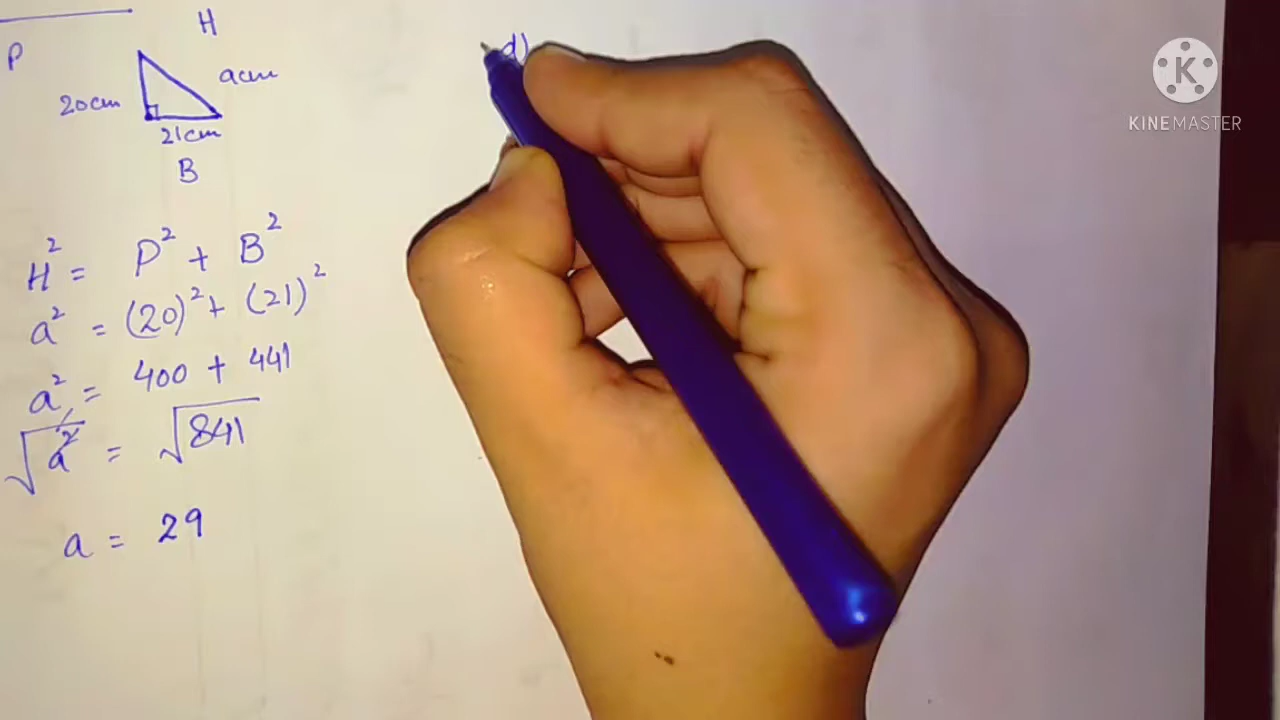 H
P
acm
20cm
21cm
B
H² = P² + B²
a² = (20)² + (21)²
a² = 400 + 441
√a² = √841
a = 29
d)
K
KINEMASTER